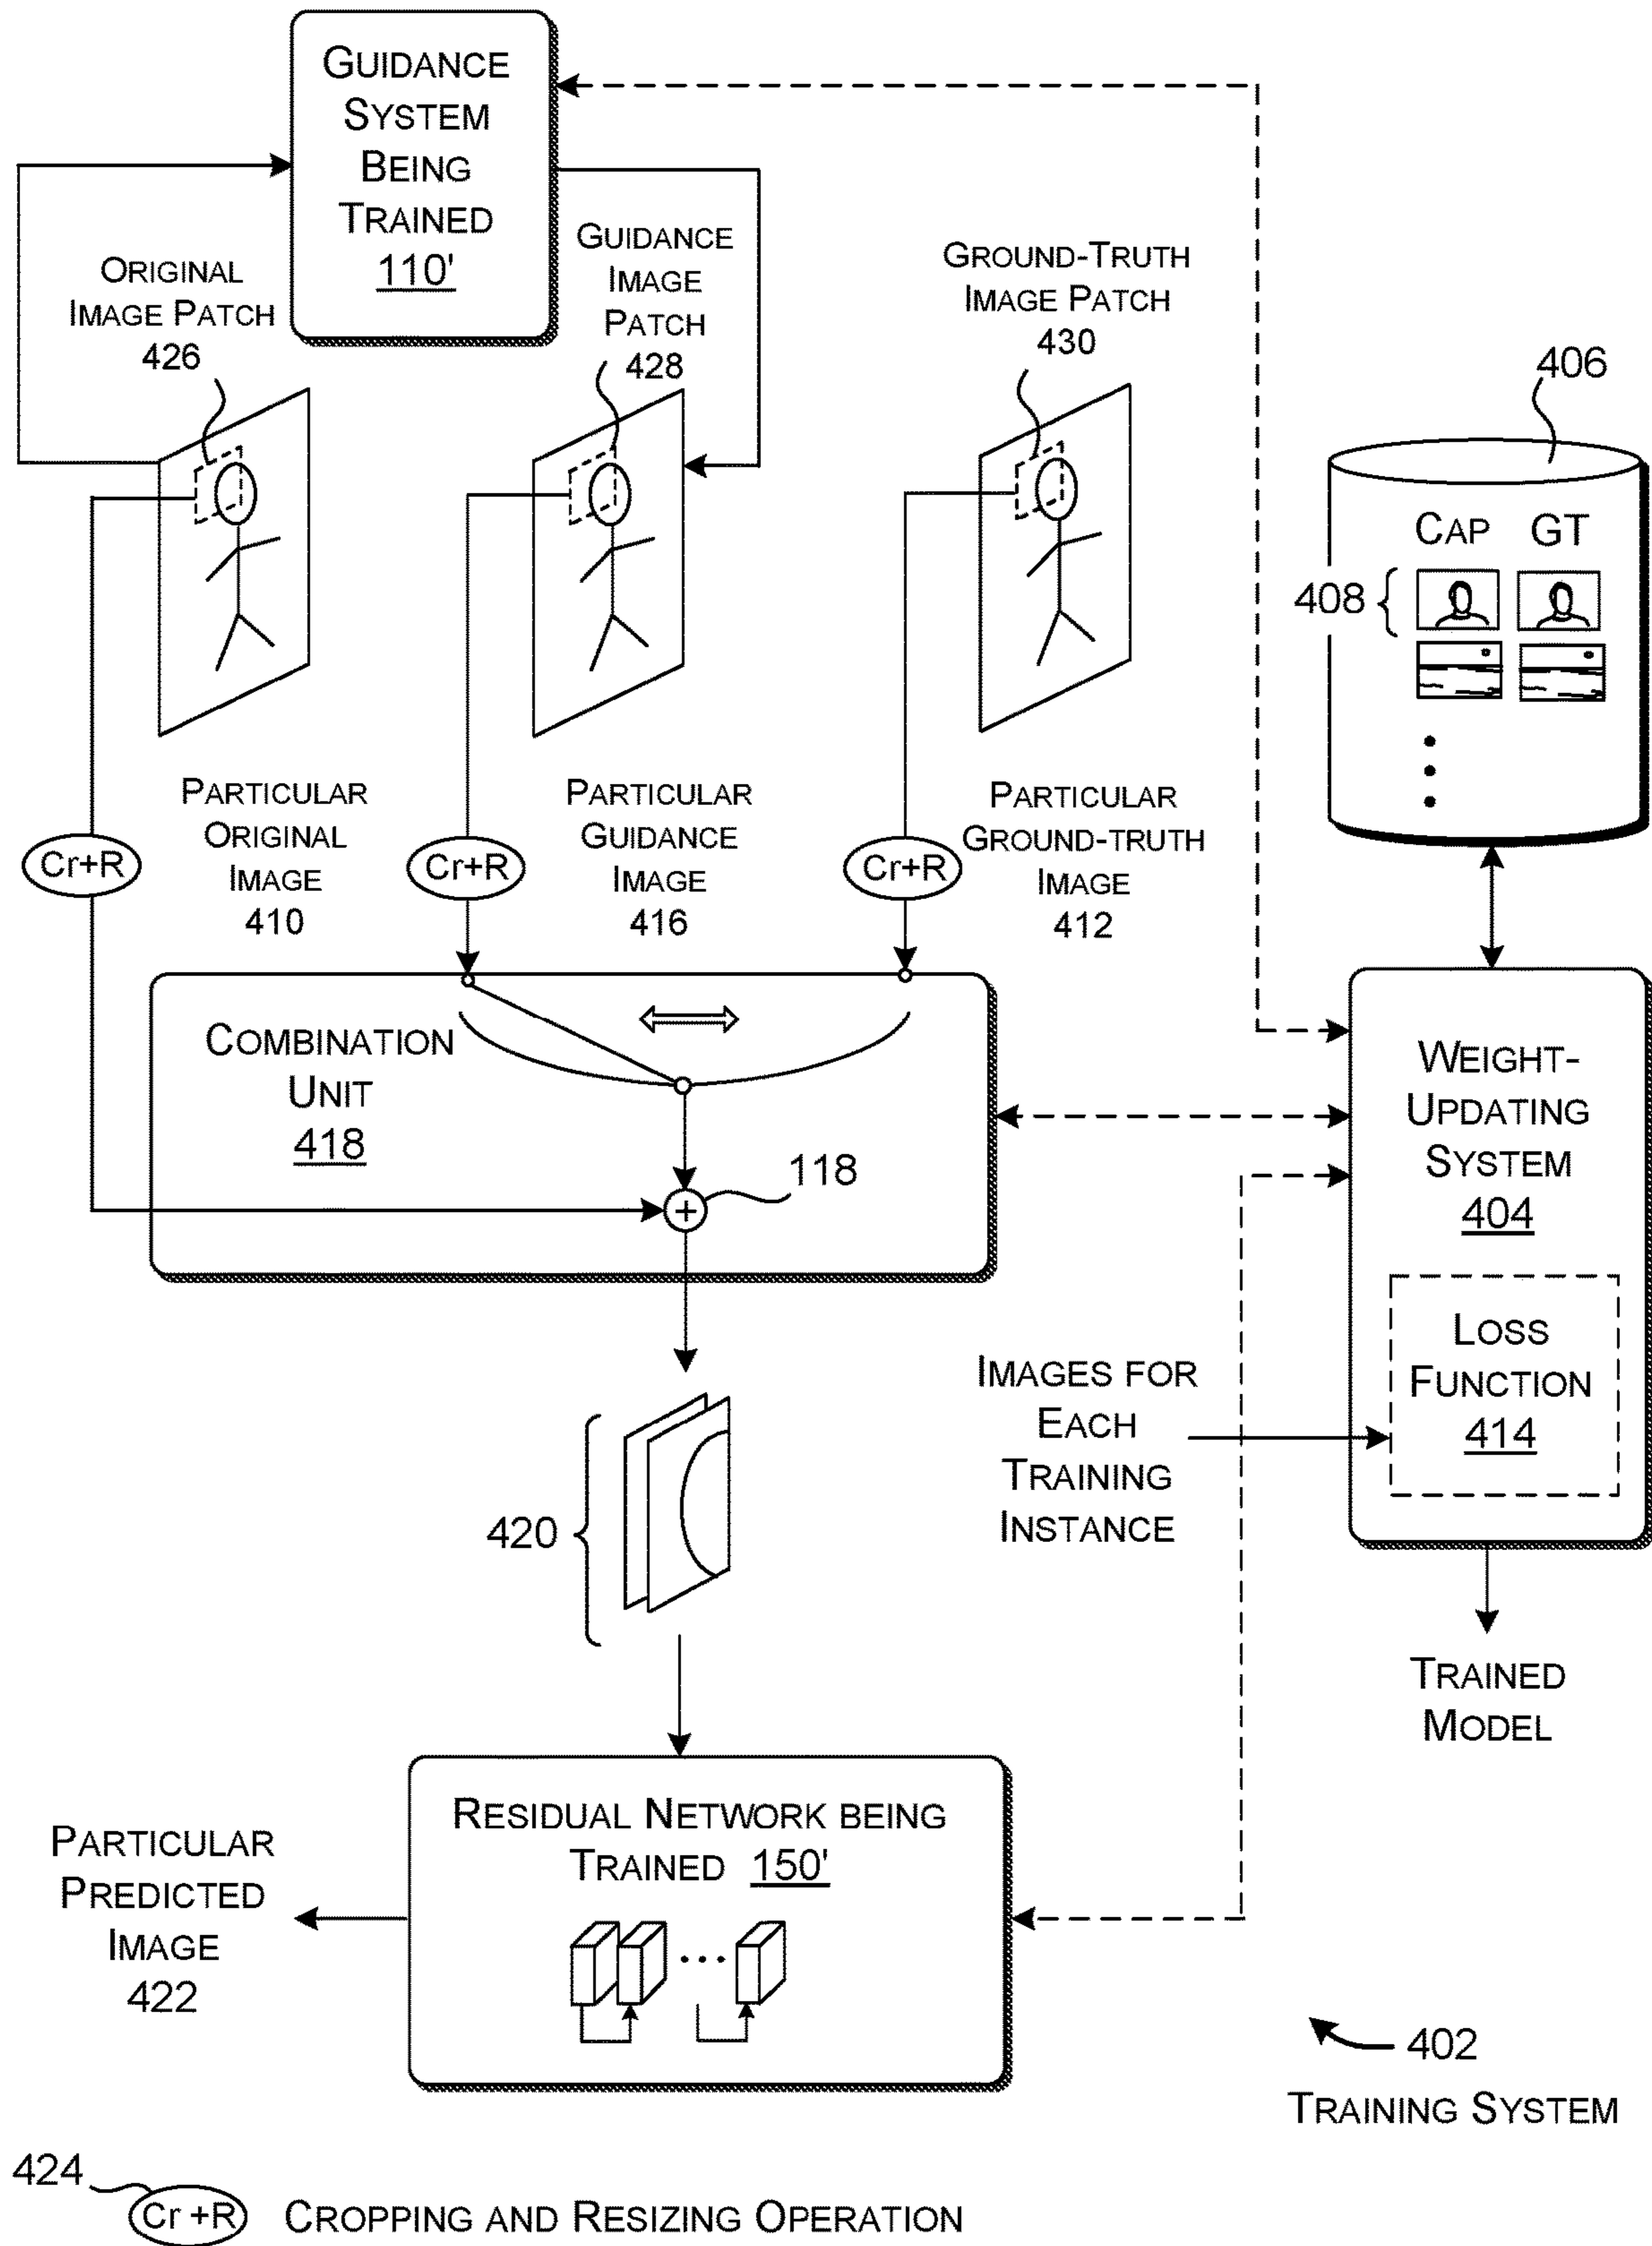 GUIDANCE
SYSTEM
BEING
TRAINED
110'
ORIGINAL
IMAGE PATCH
426
GUIDANCE
IMAGE
PATCH
428
GROUND-TRUTH
IMAGE PATCH
430
406
CAP GT
408
PARTICULAR
ORIGINAL
IMAGE
410
PARTICULAR
GUIDANCE
IMAGE
416
PARTICULAR
GROUND-TRUTH
IMAGE
412
Cr+R
Cr+R
Cr+R
COMBINATION
UNIT
418
118
WEIGHT-
UPDATING
SYSTEM
404
LOSS
FUNCTION
414
IMAGES FOR
EACH
TRAINING
INSTANCE
420
TRAINED
MODEL
RESIDUAL NETWORK BEING
TRAINED 150'
PARTICULAR
PREDICTED
IMAGE
422
402
TRAINING SYSTEM
424
Cr +R CROPPING AND RESIZING OPERATION